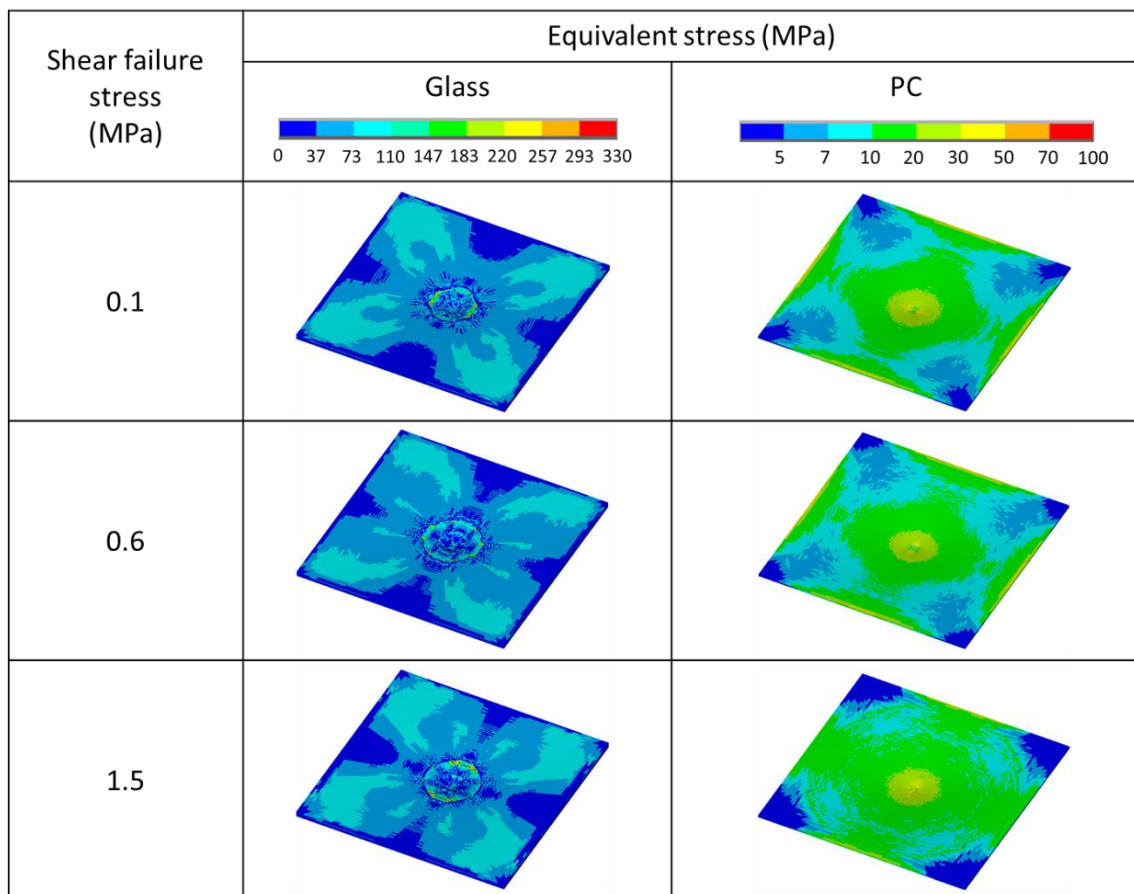 Shear failure
stress
(MPa)
Equivalent stress (MPa)
Glass
PC
0 37 73 110 147 183 220 257 293 330
5 7 10 20 30 50 70 100
0.1
0.6
1.5